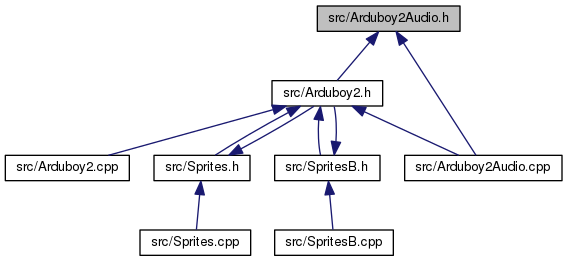 src/Arduboy2Audio.h
src/Arduboy2.h
src/Arduboy2.cpp
src/Sprites.h
src/SpritesB.h
src/Arduboy2Audio.cpp
src/Sprites.cpp
src/SpritesB.cpp